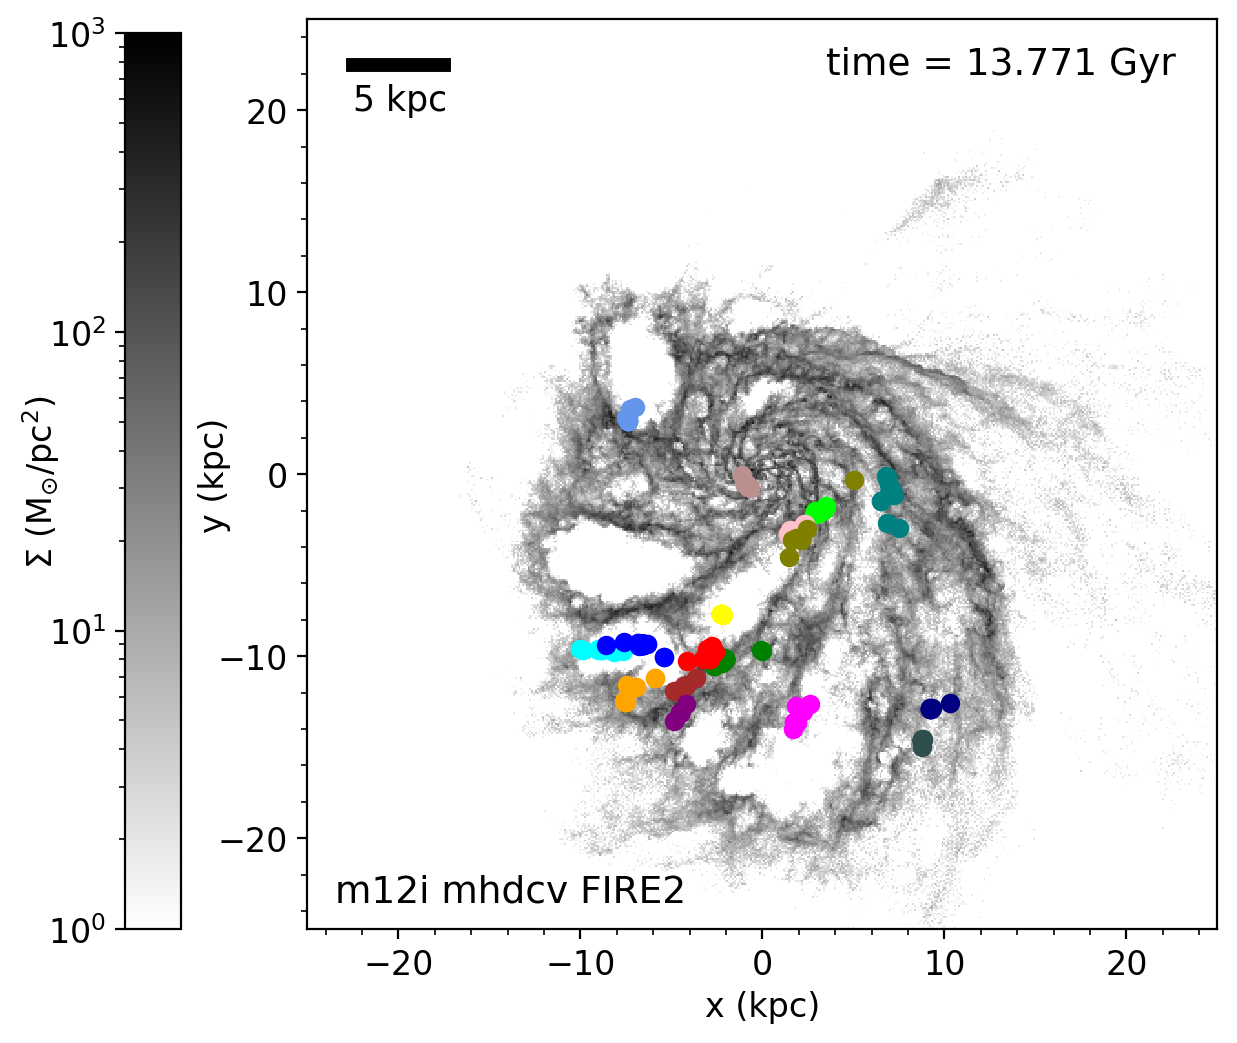 10³
10²
10¹
10⁰
Σ (M⊙/pc²)
20
10
0
−10
−20
y (kpc)
5 kpc
time = 13.771 Gyr
m12i mhdcv FIRE2
−20 −10 0 10 20
x (kpc)